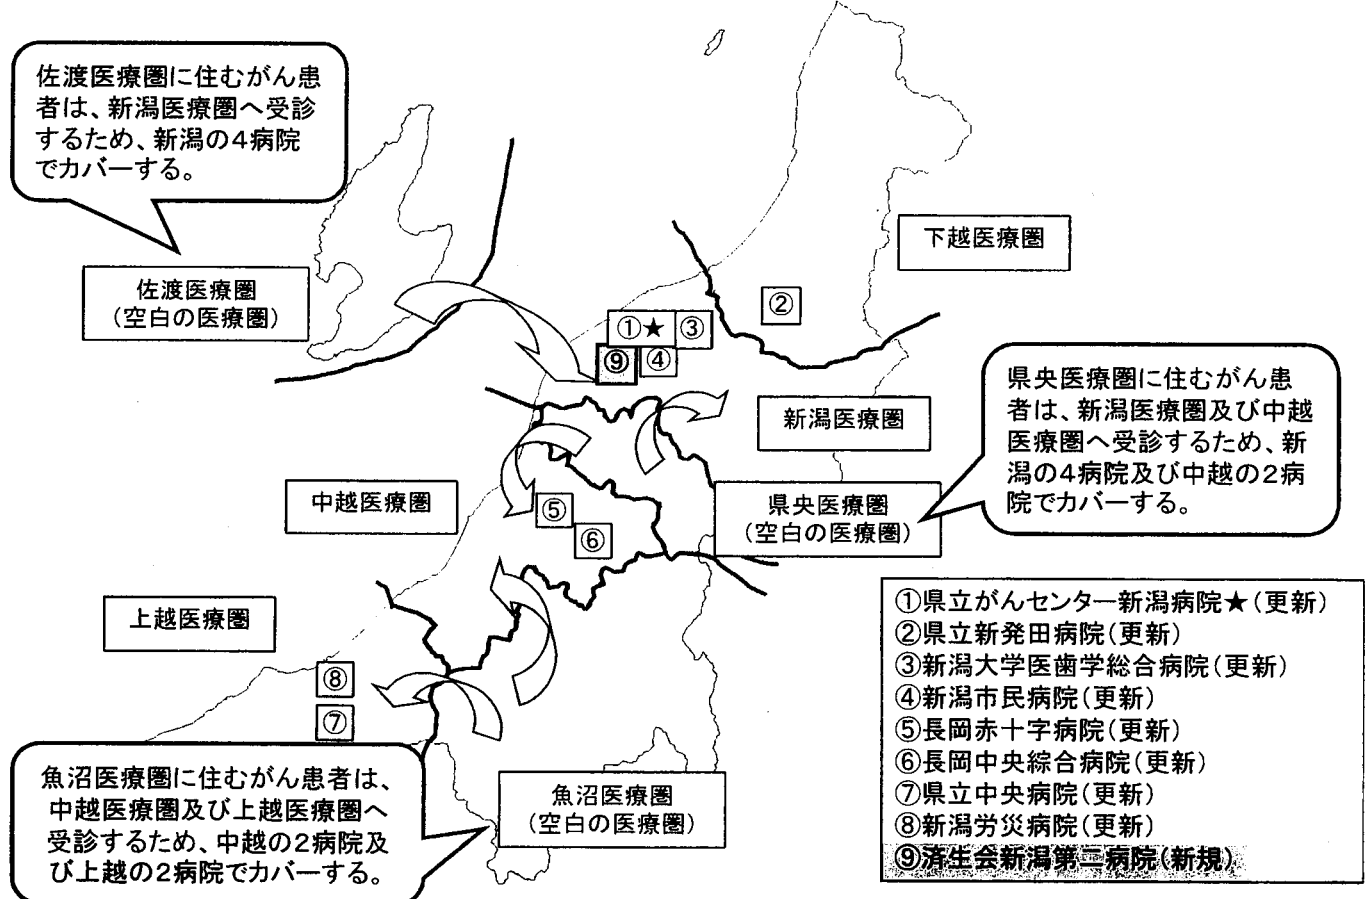 佐渡医療圏に住むがん患
者は、新潟医療圏へ受診
するため、新潟の4病院
でカバーする。
下越医療圏
佐渡医療圏
(空白の医療圏)
②
①★
③
⑨
④
県央医療圏に住むがん患
者は、新潟医療圏及び中越
医療圏へ受診するため、新
潟の4病院及び中越の2病
院でカバーする。
新潟医療圏
中越医療圏
県央医療圏
(空白の医療圏)
⑤
⑥
上越医療圏
⑧
⑦
①県立がんセンター新潟病院★(更新)
②県立新発田病院(更新)
③新潟大学医歯学総合病院(更新)
④新潟市民病院(更新)
⑤長岡赤十字病院(更新)
⑥長岡中央綜合病院(更新)
⑦県立中央病院(更新)
⑧新潟労災病院(更新)
⑨済生会新潟第二病院(新規)
魚沼医療圏に住むがん患者は、
中越医療圏及び上越医療圏へ
受診するため、中越の2病院及
び上越の2病院でカバーする。
魚沼医療圏
(空白の医療圏)